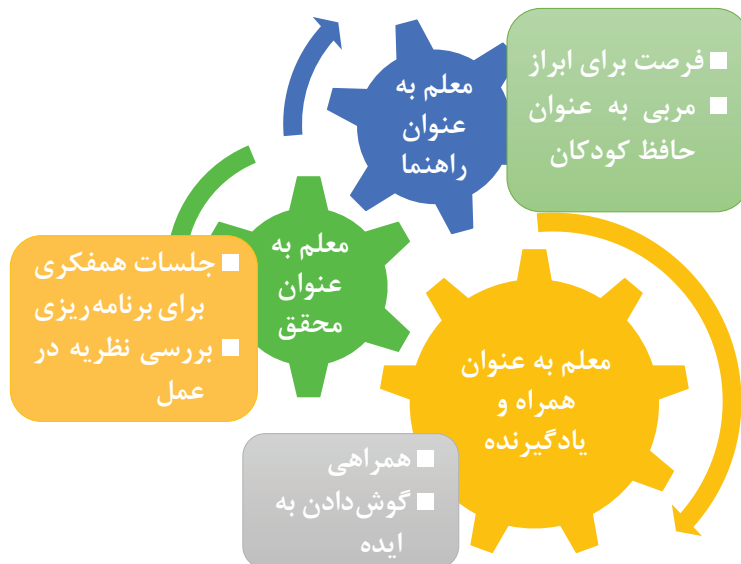 معلم به
عنوان
راهنما
■ فرصت برای ابراز
■ مربی به عنوان
حافظ کودکان
معلم به
عنوان
محقق
■ جلسات همفکری
برای برنامه‌ریزی
■ بررسی نظریه در
عمل
معلم به عنوان
همراه و
یادگیرنده
■ همراهی
■ گوش‌دادن به
ایده